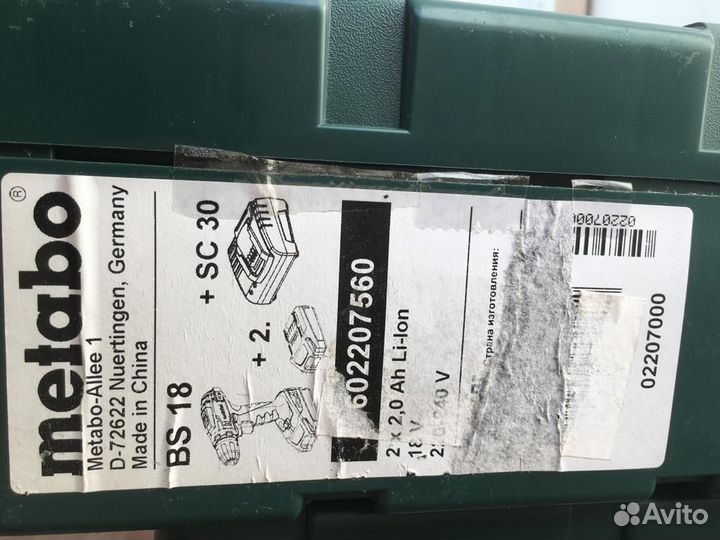 metabo®
Metabo-Allee 1
D-72622 Nuertingen, Germany
Made in China
BS 18
+ 2.
+ SC 30
602207560
2 x 2,0 Ah Li-Ion
18 V
Страна изготовления:
02207000
Avito